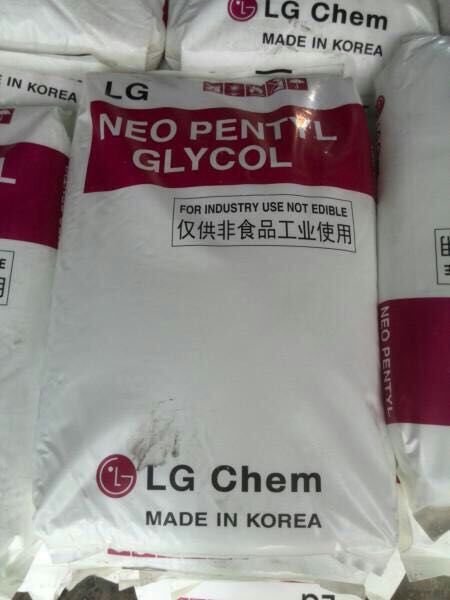 LG Chem
MADE IN KOREA
IN KOREA
LG
NEO PENTYL
GLYCOL
FOR INDUSTRY USE NOT EDIBLE
仅供非食品工业使用
LG Chem
MADE IN KOREA
L
E
用
NEO PENTYL